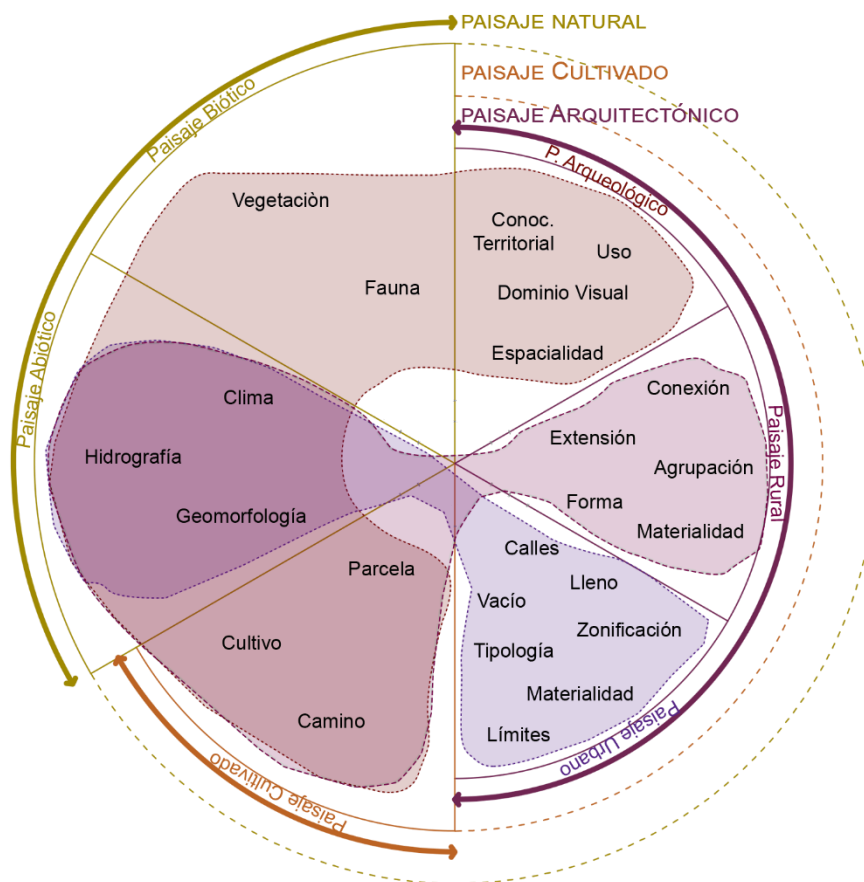 PAISAJE NATURAL
PAISAJE CULTIVADO
PAISAJE ARQUITECTÓNICO
Paisaje Biótico
P. Arqueológico
Vegetaciòn
Conoc.
Territorial
Uso
Fauna
Dominio Visual
Espacialidad
Paisaje Abiótico
Clima
Hidrografía
Geomorfología
Conexión
Extensión
Agrupación
Forma
Materialidad
Paisaje Rural
Parcela
Cultivo
Camino
Paisaje Cultivado
Calles
Lleno
Vacío
Zonificación
Tipología
Materialidad
Límites
Paisaje Urbano